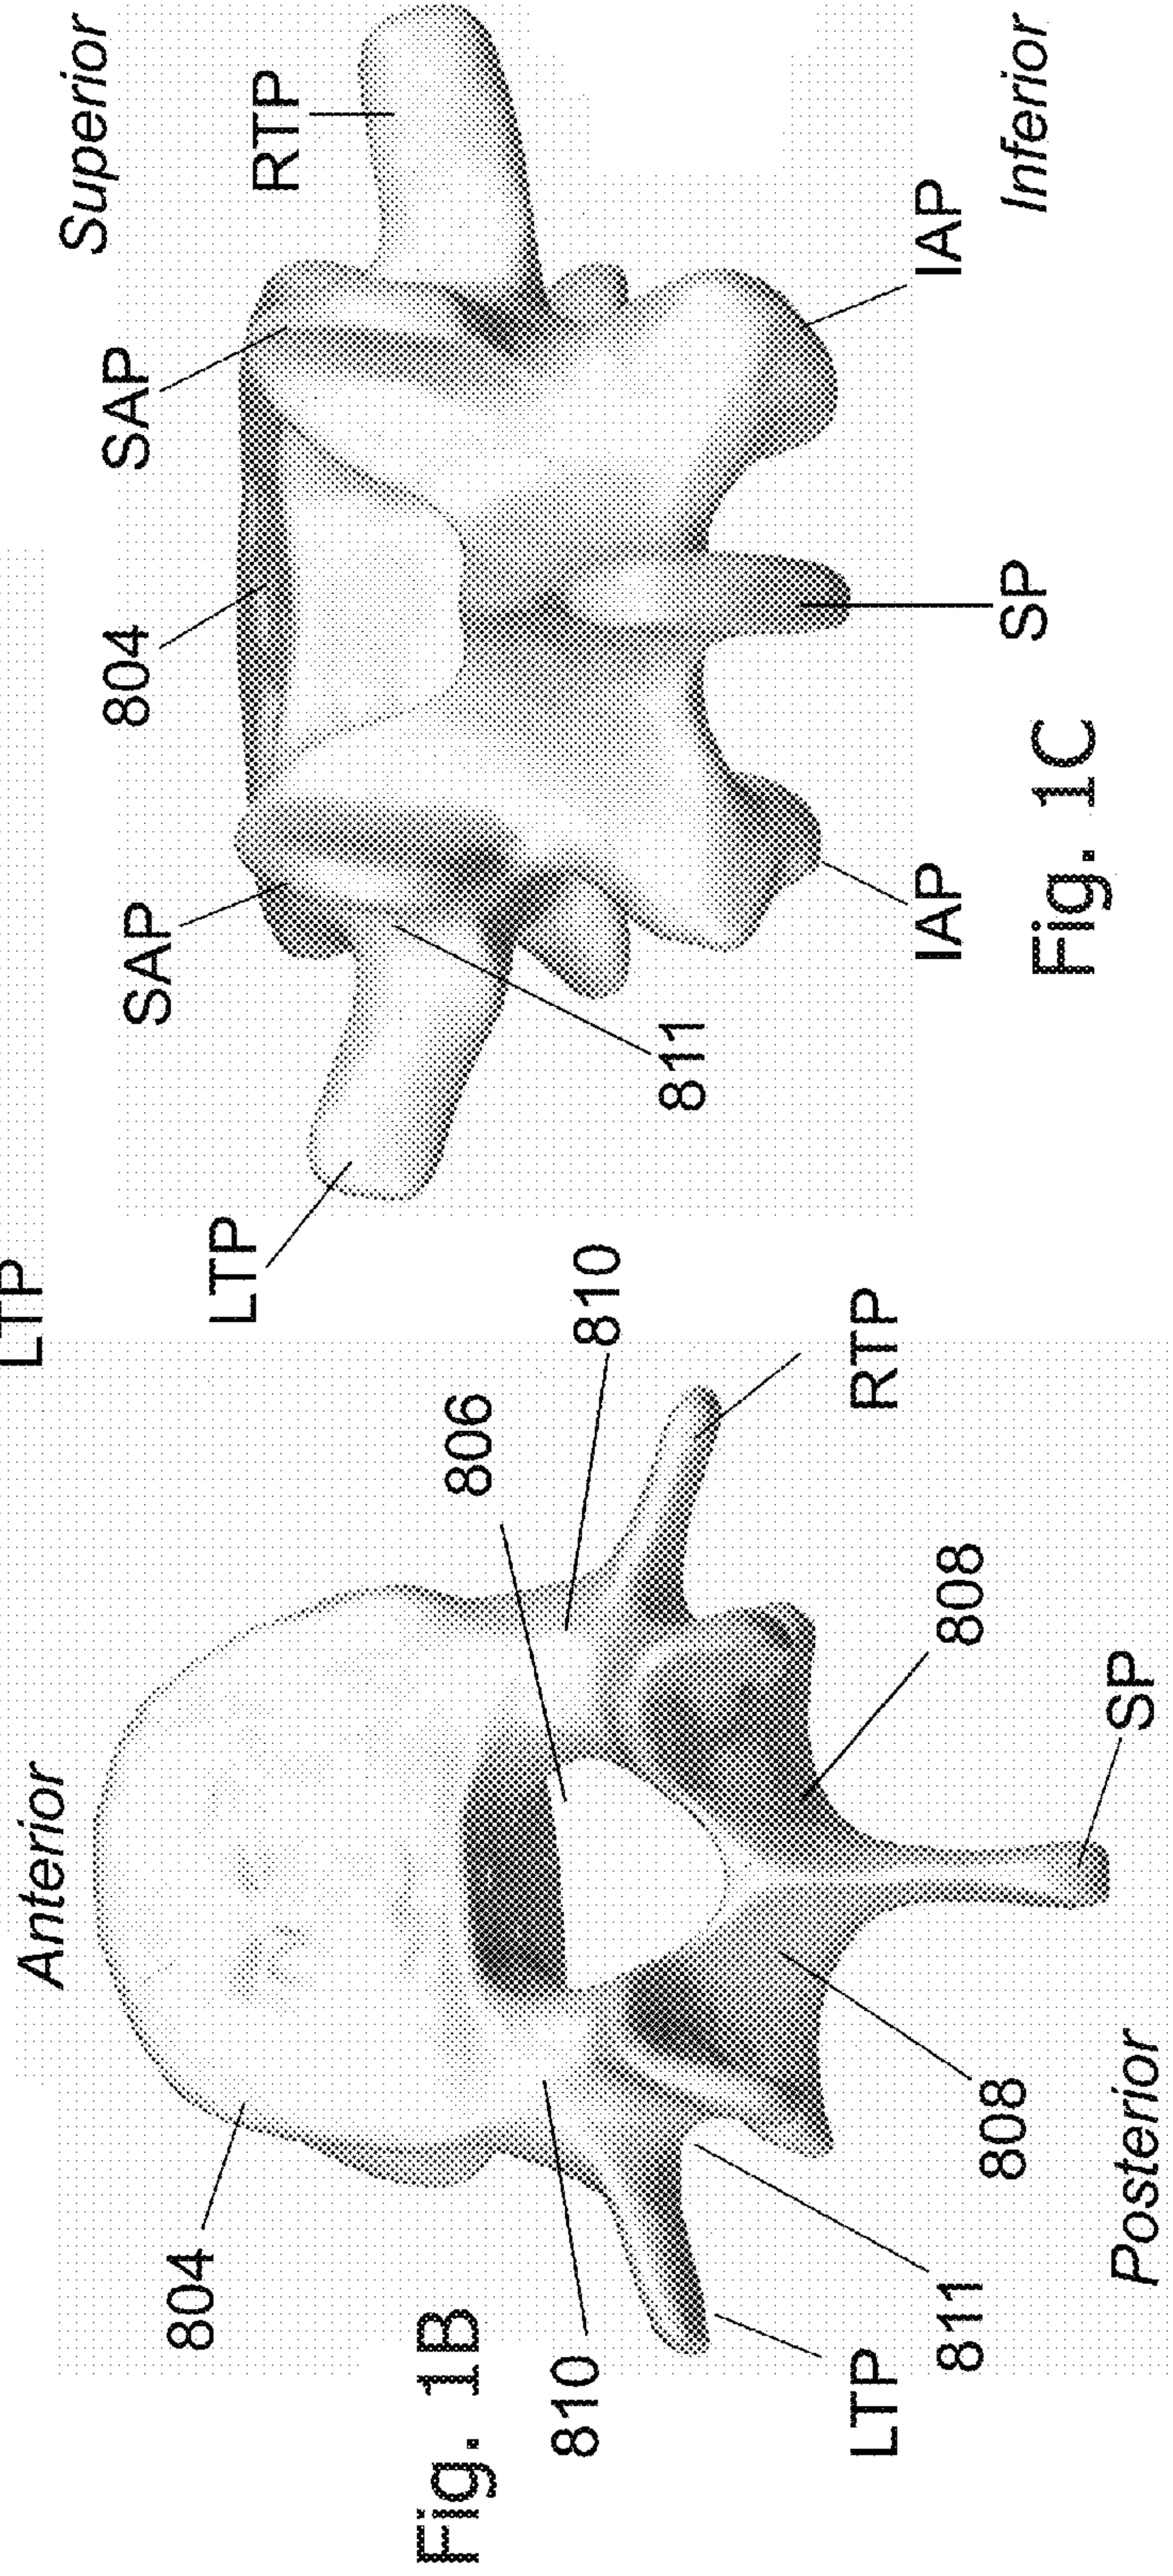 LTP
Anterior
804
806
Fig. 1B
810
810
LTP
RTP
811
808
808
SP
Posterior
Superior
SAP
804
SAP
LTP
RTP
811
IAP
IAP
SP
Inferior
Fig. 1C